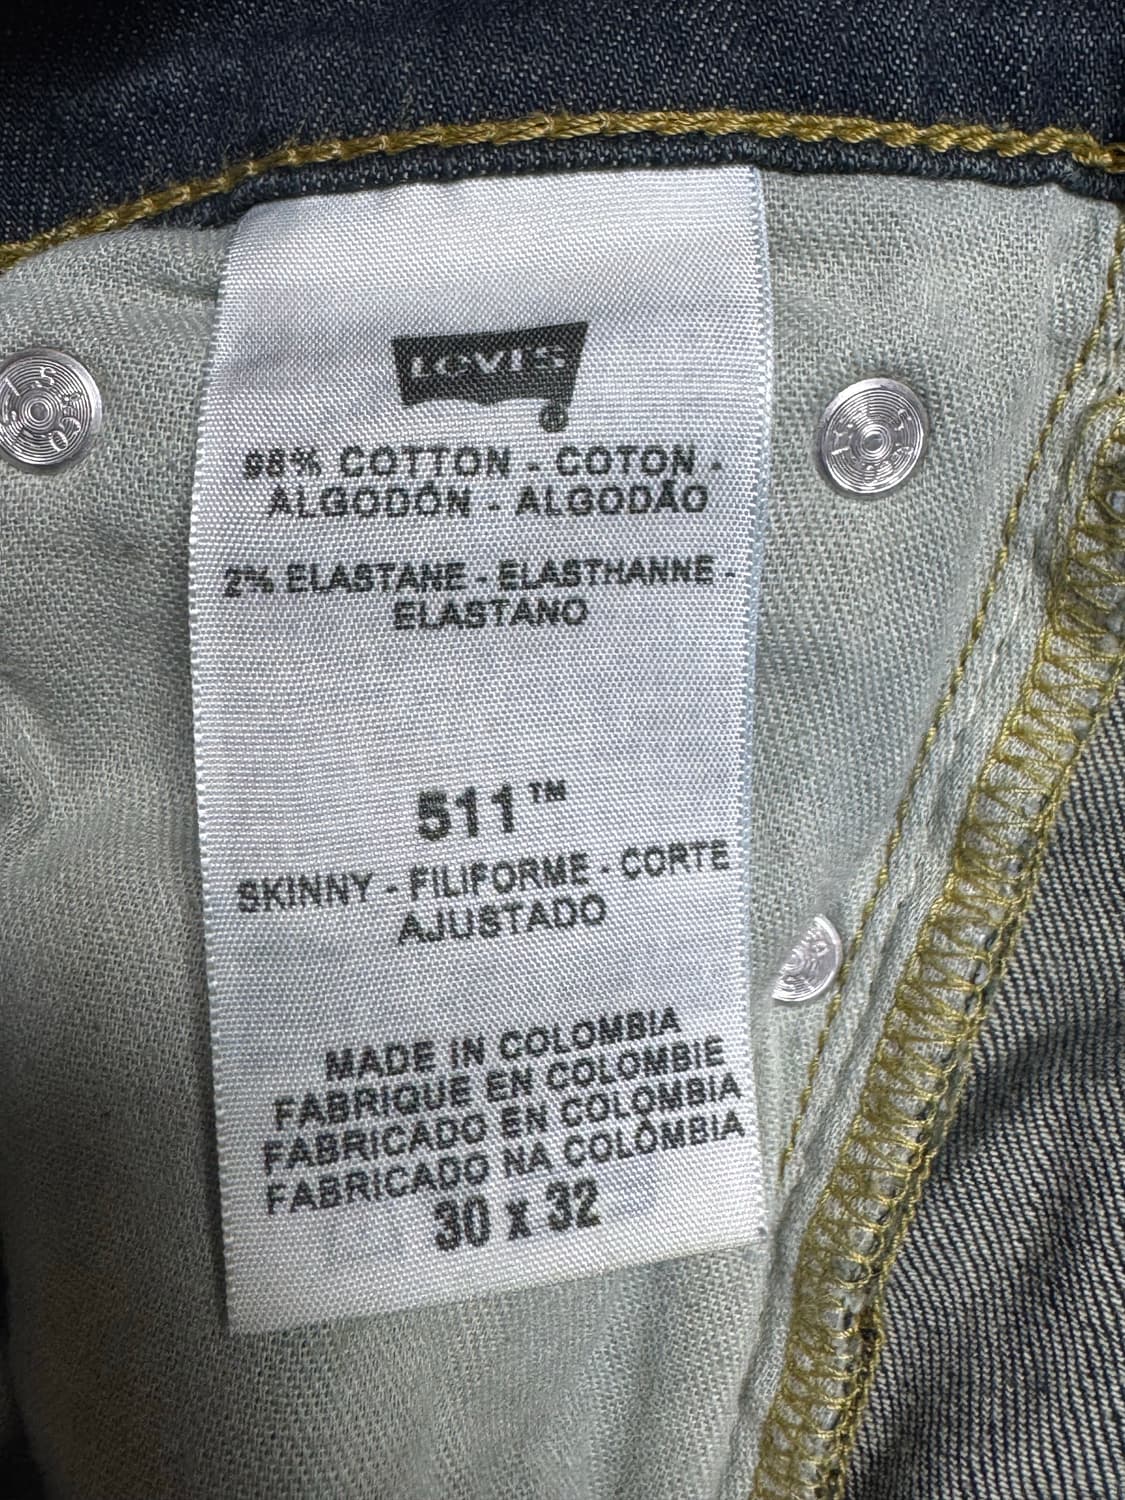 Levi's
98% COTTON - COTON -
ALGODÓN - ALGODÃO
2% ELASTANE - ELASTHANNE -
ELASTANO
511™
SKINNY - FILIFORME - CORTE
AJUSTADO
MADE IN COLOMBIA
FABRIQUE EN COLOMBIE
FABRICADO EN COLOMBIA
FABRICADO NA COLÔMBIA
30 x 32